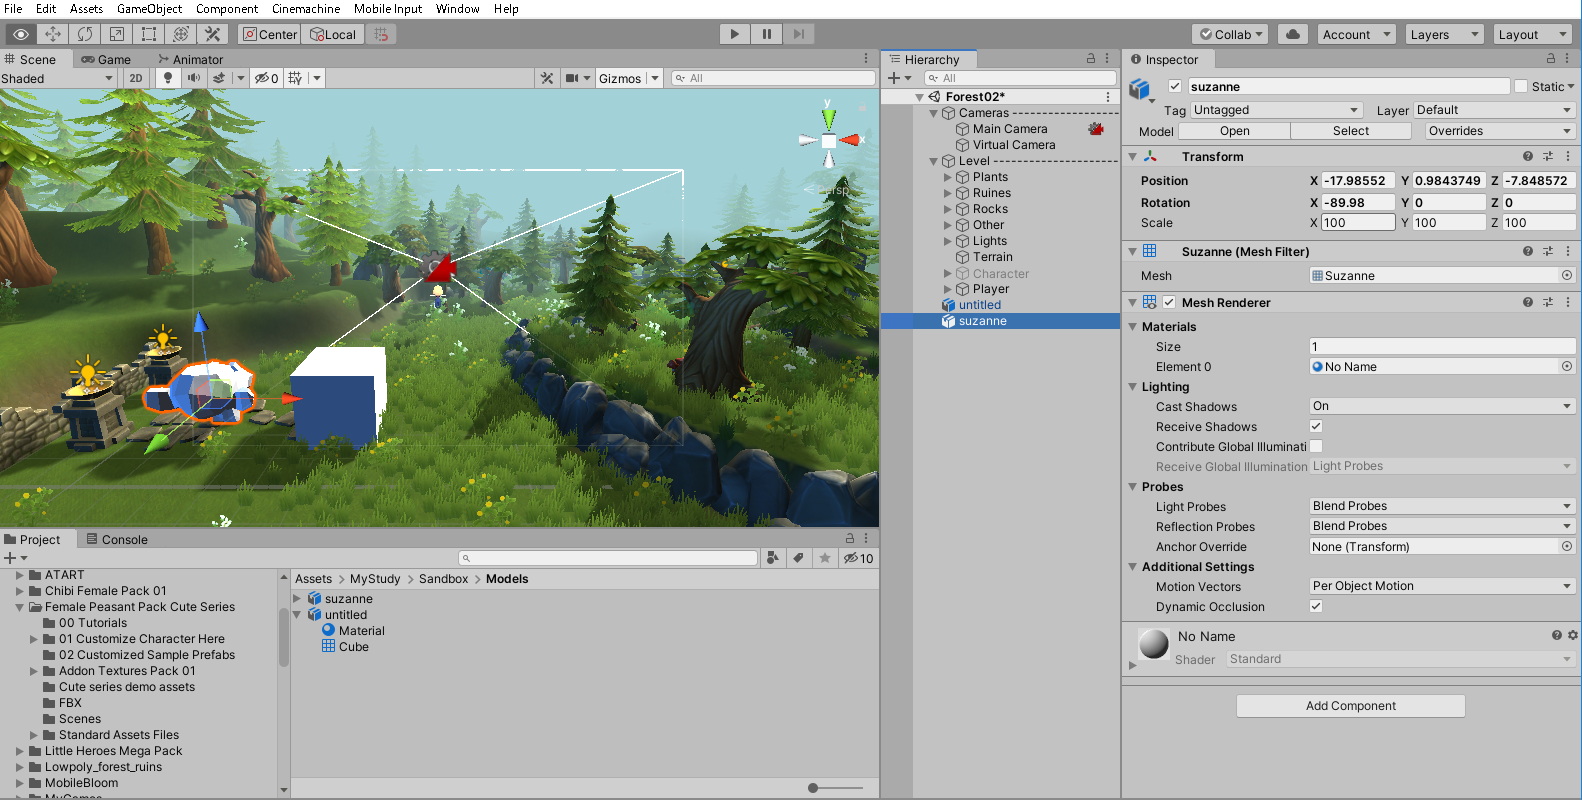 File Edit Assets GameObject Component Cinemachine Mobile Input Window Help
Center Local Collab Account Layers Layout
Scene Game Animator
Shaded 2D 0 Gizmos All
y
x
Persp
Hierarchy
All
Forest02*
Cameras
Main Camera
Virtual Camera
Level
Plants
Ruines
Rocks
Other
Lights
Terrain
Character
Player
untitled
suzanne
Inspector
suzanne Static
Tag Untagged Layer Default
Model Open Select Overrides
Transform
Position X -17.98552 Y 0.9843749 Z -7.848572
Rotation X -89.98 Y 0 Z 0
Scale X 100 Y 100 Z 100
Suzanne (Mesh Filter)
Mesh Suzanne
Mesh Renderer
Materials
Size 1
Element 0 No Name
Lighting
Cast Shadows On
Receive Shadows
Contribute Global Illuminati
Receive Global Illumination Light Probes
Probes
Light Probes Blend Probes
Reflection Probes Blend Probes
Anchor Override None (Transform)
Additional Settings
Motion Vectors Per Object Motion
Dynamic Occlusion
No Name
Shader Standard
Add Component
Project Console
10
ATART
Chibi Female Pack 01
Female Peasant Pack Cute Series
00 Tutorials
01 Customize Character Here
02 Customized Sample Prefabs
Addon Textures Pack 01
Cute series demo assets
FBX
Scenes
Standard Assets Files
Little Heroes Mega Pack
Lowpoly_forest_ruins
MobileBloom
Assets > MyStudy > Sandbox > Models
suzanne
untitled
Material
Cube